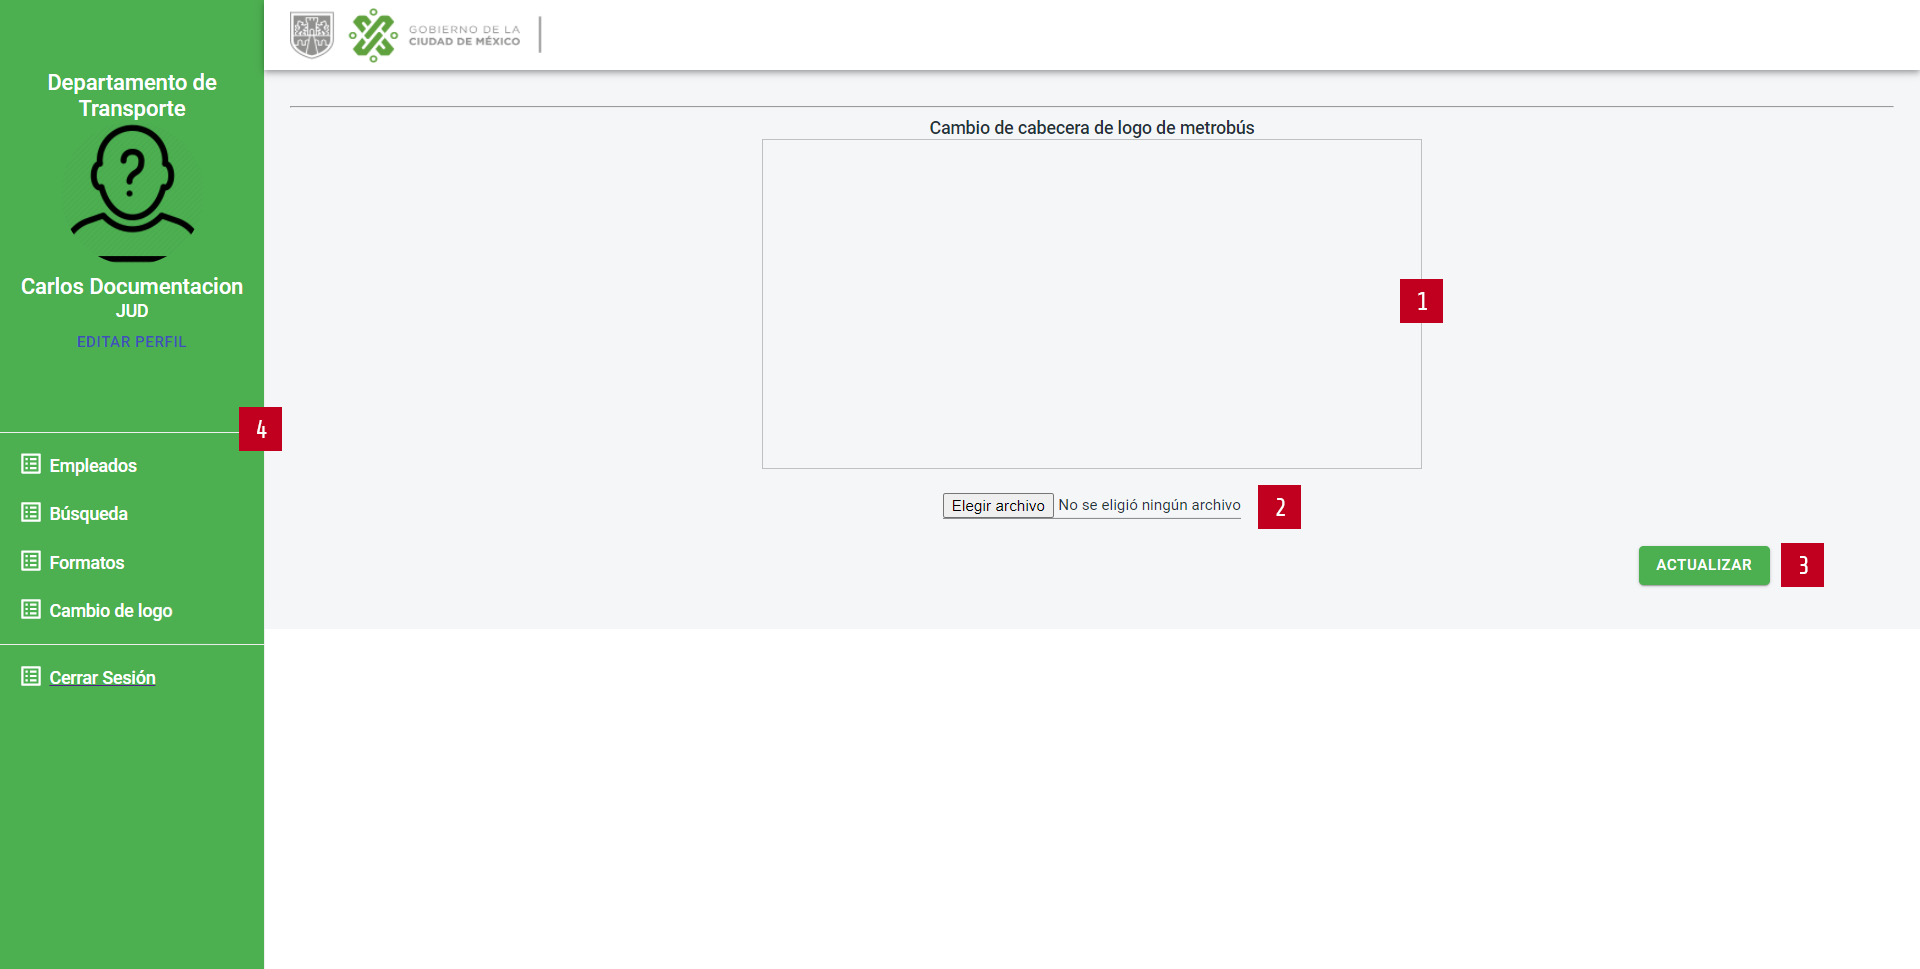 GOBIERNO DE LA
CIUDAD DE MÉXICO
Departamento de
Transporte
?
Carlos Documentacion
JUD
EDITAR PERFIL
4
Empleados
Búsqueda
Formatos
Cambio de logo
Cerrar Sesión
Cambio de cabecera de logo de metrobús
1
Elegir archivo No se eligió ningún archivo
2
ACTUALIZAR
3